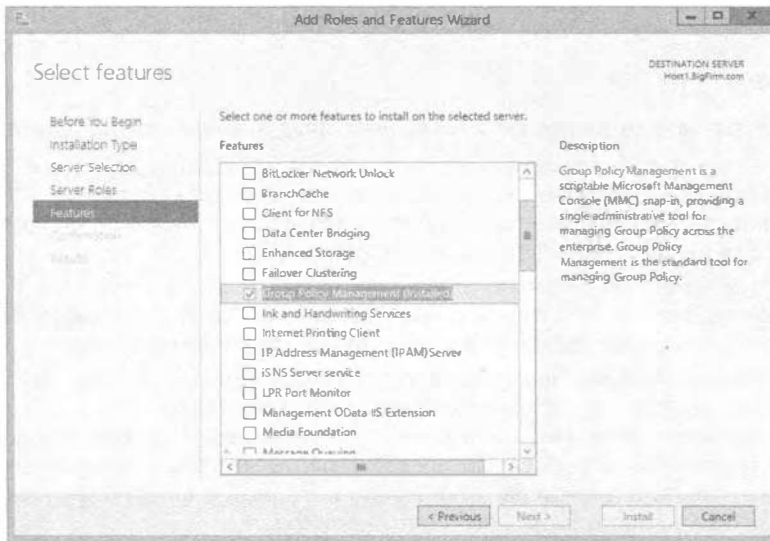 Add Roles and Features Wizard
Select features
DESTINATION SERVER
Host1.BigFirm.com
Before You Begin
Installation Type
Server Selection
Server Roles
Features
Confirmation
Results
Select one or more features to install on the selected server.
Features
BitLocker Network Unlock
BranchCache
Client for NFS
Data Center Bridging
Enhanced Storage
Failover Clustering
Group Policy Management (Installed)
Ink and Handwriting Services
Internet Printing Client
IP Address Management (IPAM) Server
iSNS Server service
LPR Port Monitor
Management OData IIS Extension
Media Foundation
Message Queuing
Description
Group Policy Management is a
scriptable Microsoft Management
Console (MMC) snap-in, providing a
single administrative tool for
managing Group Policy across the
enterprise. Group Policy
Management is the standard tool for
managing Group Policy.
< Previous
Next >
Install
Cancel